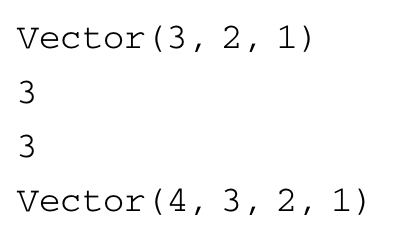 Vector(3, 2, 1)
3
3
Vector(4, 3, 2, 1)